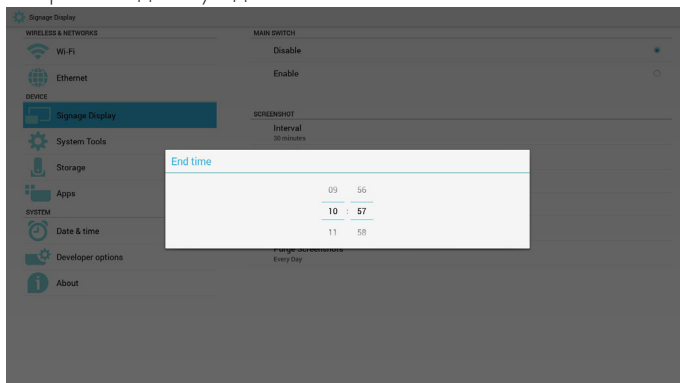 Signage Display
WIRELESS & NETWORKS
Wi-Fi
Ethernet
DEVICE
Signage Display
System Tools
Storage
Apps
SYSTEM
Date & time
Developer options
About
MAIN SWITCH
Disable
Enable
SCREENSHOT
Interval
30 minutes
End time
09 56
10 : 57
11 58
Purge Screenshots
Every Day